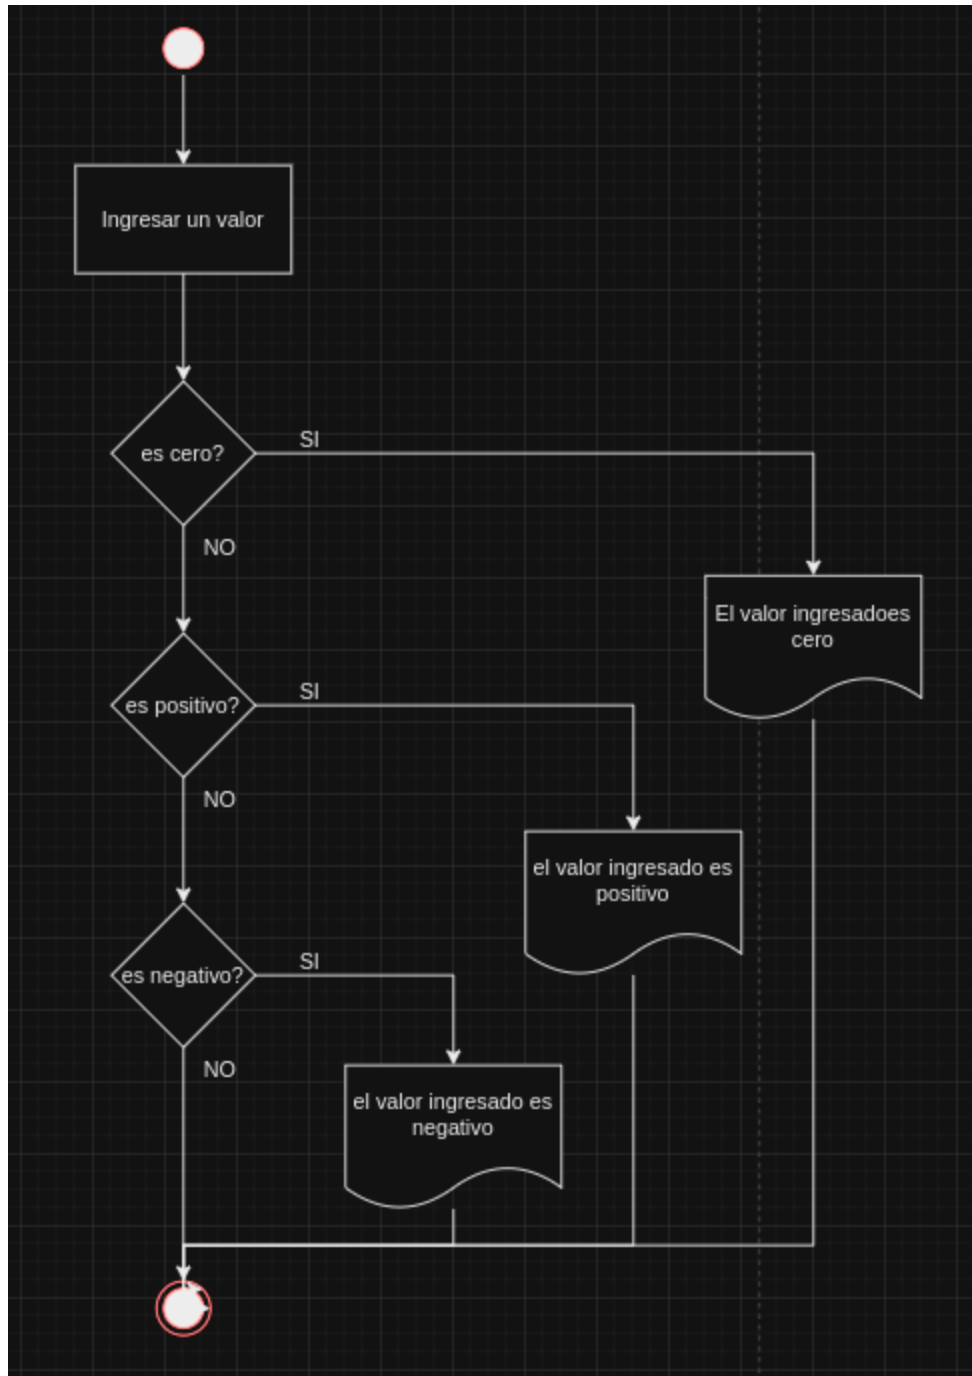 Ingresar un valor
es cero?
SI
NO
El valor ingresadoes
cero
es positivo?
SI
NO
el valor ingresado es
positivo
es negativo?
SI
NO
el valor ingresado es
negativo